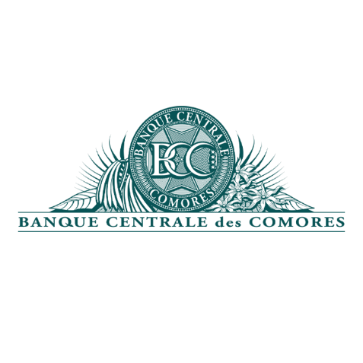 BANQUE CENTRALE
BCC
COMORES
BANQUE CENTRALE des COMORES